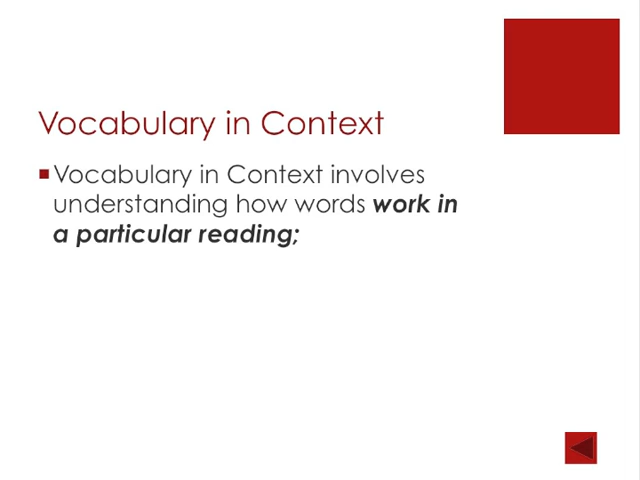 Vocabulary in Context
Vocabulary in Context involves
understanding how words work in
a particular reading;